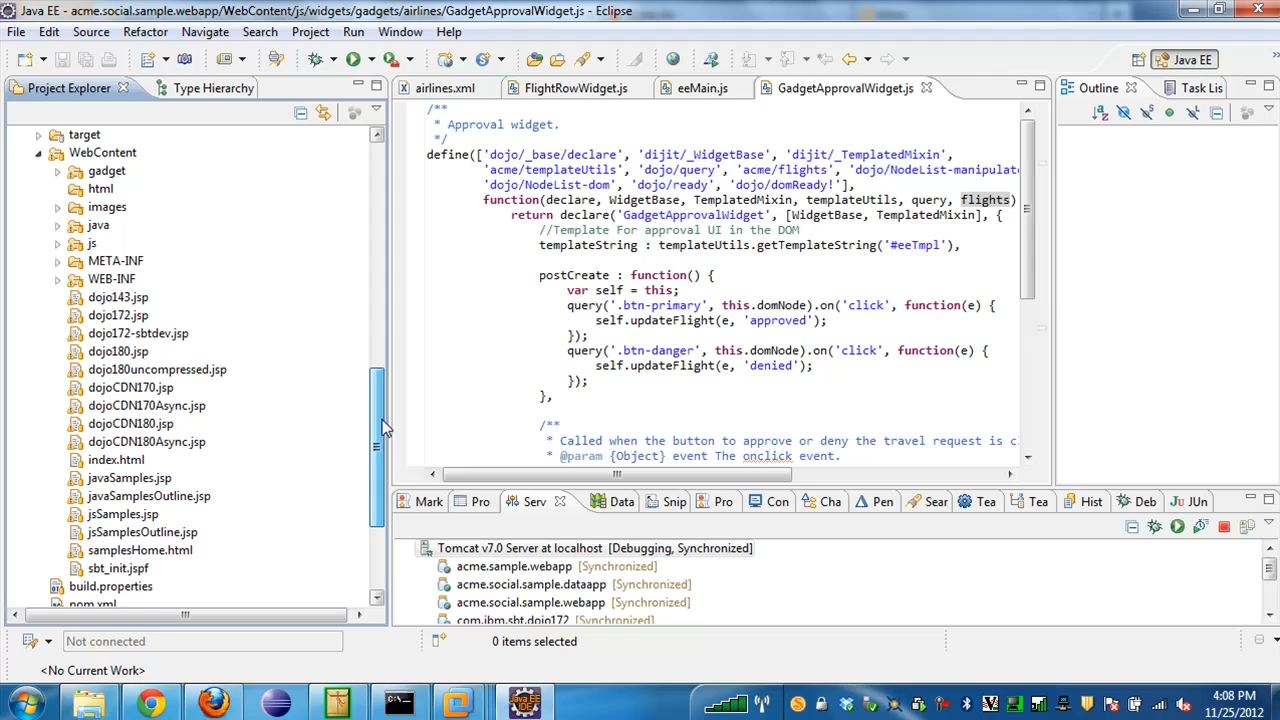 Java EE - acme.social.sample.webapp/WebContent/js/widgets/gadgets/airlines/GadgetApprovalWidget.js - Eclipse
File Edit Source Refactor Navigate Search Project Run Window Help
Java EE
Project Explorer Type Hierarchy
airlines.xml FlightRowWidget.js eeMain.js GadgetApprovalWidget.js
Outline Task Lis
target
WebContent
gadget
html
images
java
js
META-INF
WEB-INF
dojo143.jsp
dojo172.jsp
dojo172-sbtdev.jsp
dojo180.jsp
dojo180uncompressed.jsp
dojoCDN170.jsp
dojoCDN170Async.jsp
dojoCDN180.jsp
dojoCDN180Async.jsp
index.html
javaSamples.jsp
javaSamplesOutline.jsp
jsSamples.jsp
jsSamplesOutline.jsp
samplesHome.html
sbt_init.jspf
build.properties
pom.xml
/**
* Approval widget.
*/
define(['dojo/_base/declare', 'dijit/_WidgetBase', 'dijit/_TemplatedMixin',
'acme/templateUtils', 'dojo/query', 'acme/flights', 'dojo/NodeList-manipulate
'dojo/NodeList-dom', 'dojo/ready', 'dojo/domReady!'],
function(declare, WidgetBase, TemplatedMixin, templateUtils, query, flights)
return declare('GadgetApprovalWidget', [WidgetBase, TemplatedMixin], {
//Template For approval UI in the DOM
templateString : templateUtils.getTemplateString('#eeTmpl'),
postCreate : function() {
var self = this;
query('.btn-primary', this.domNode).on('click', function(e) {
self.updateFlight(e, 'approved');
});
query('.btn-danger', this.domNode).on('click', function(e) {
self.updateFlight(e, 'denied');
});
},
/**
* Called when the button to approve or deny the travel request is c
* @param {Object} event The onclick event.
Mark Pro Serv Data Snip Pro Con Cha Pen Sear Tea Tea Hist Deb JUn
Tomcat v7.0 Server at localhost [Debugging, Synchronized]
acme.sample.webapp [Synchronized]
acme.social.sample.dataapp [Synchronized]
acme.social.sample.webapp [Synchronized]
com.ibm.sbt.dojo172 [Synchronized]
Not connected
0 items selected
<No Current Work>
Java EE
IDE
4:08 PM
11/25/2012